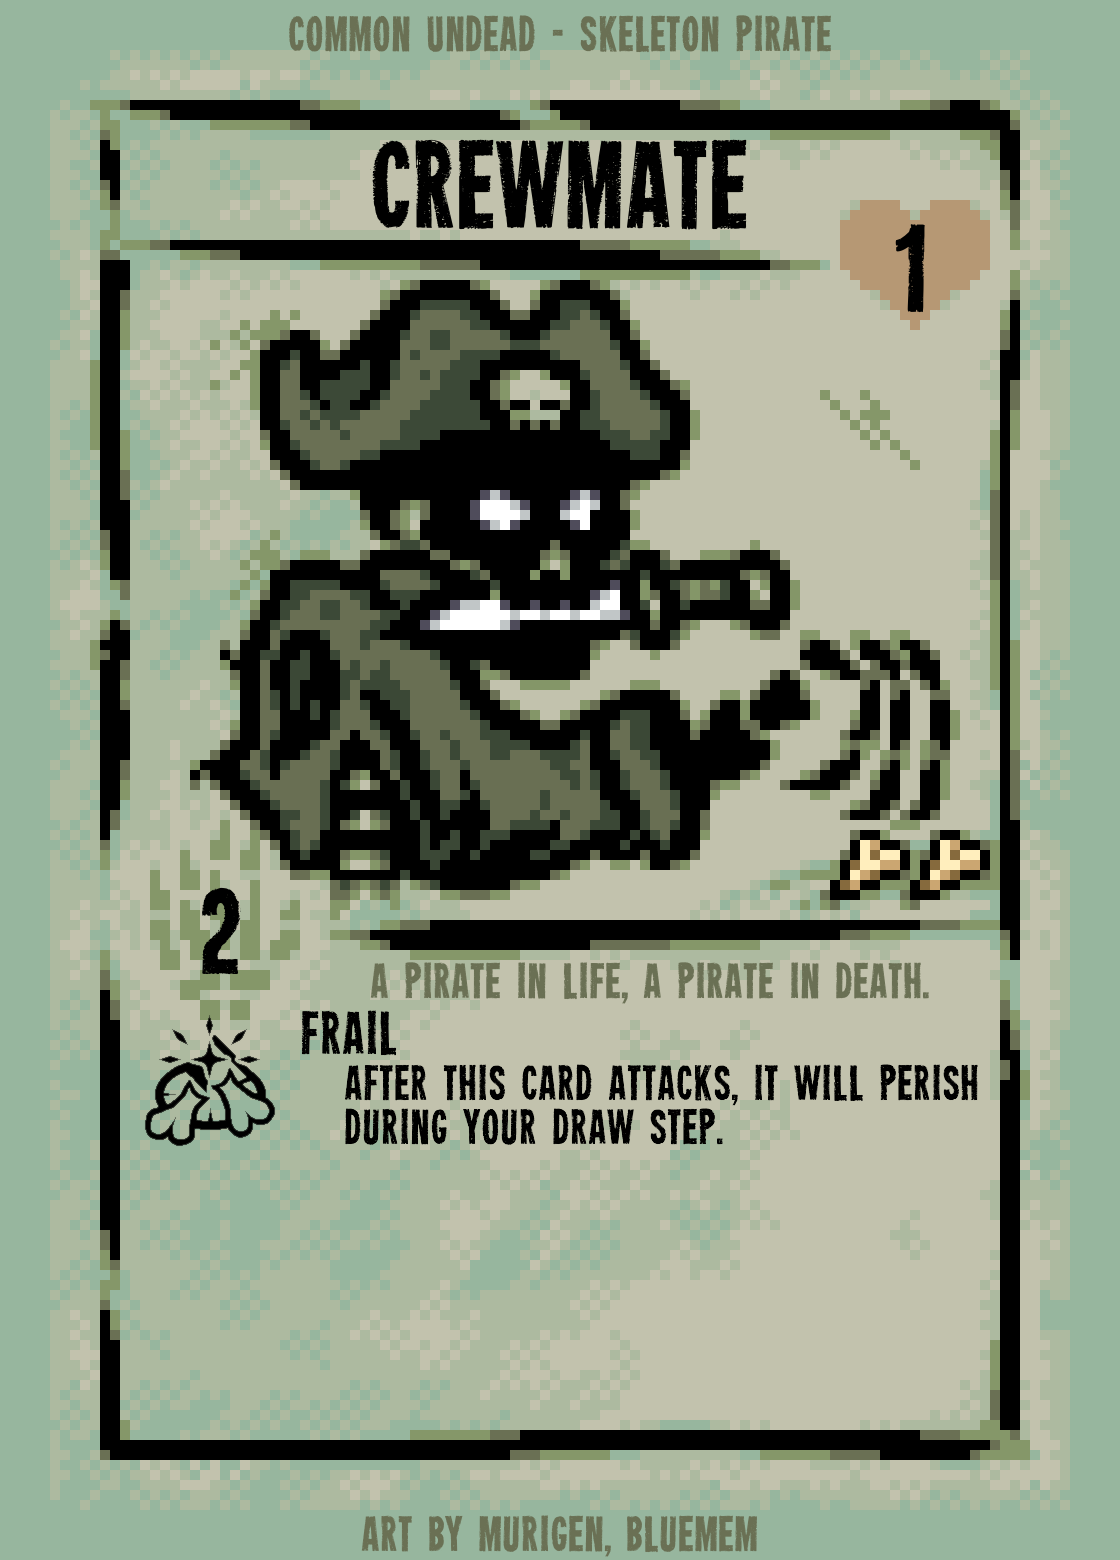 COMMON UNDEAD - SKELETON PIRATE
CREWMATE
1
2
A PIRATE IN LIFE, A PIRATE IN DEATH.
FRAIL
AFTER THIS CARD ATTACKS, IT WILL PERISH
DURING YOUR DRAW STEP.
ART BY MURIGEN, BLUEMEM